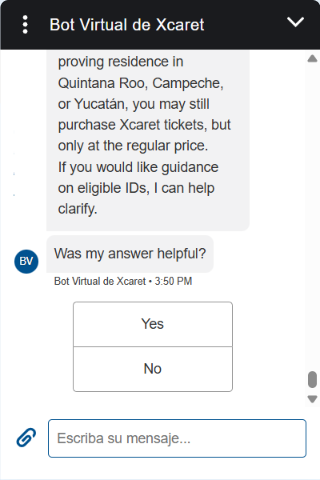 Bot Virtual de Xcaret
proving residence in
Quintana Roo, Campeche,
or Yucatán, you may still
purchase Xcaret tickets, but
only at the regular price.
If you would like guidance
on eligible IDs, I can help
clarify.
Was my answer helpful?
BV
Bot Virtual de Xcaret • 3:50 PM
Yes
No
Escriba su mensaje...